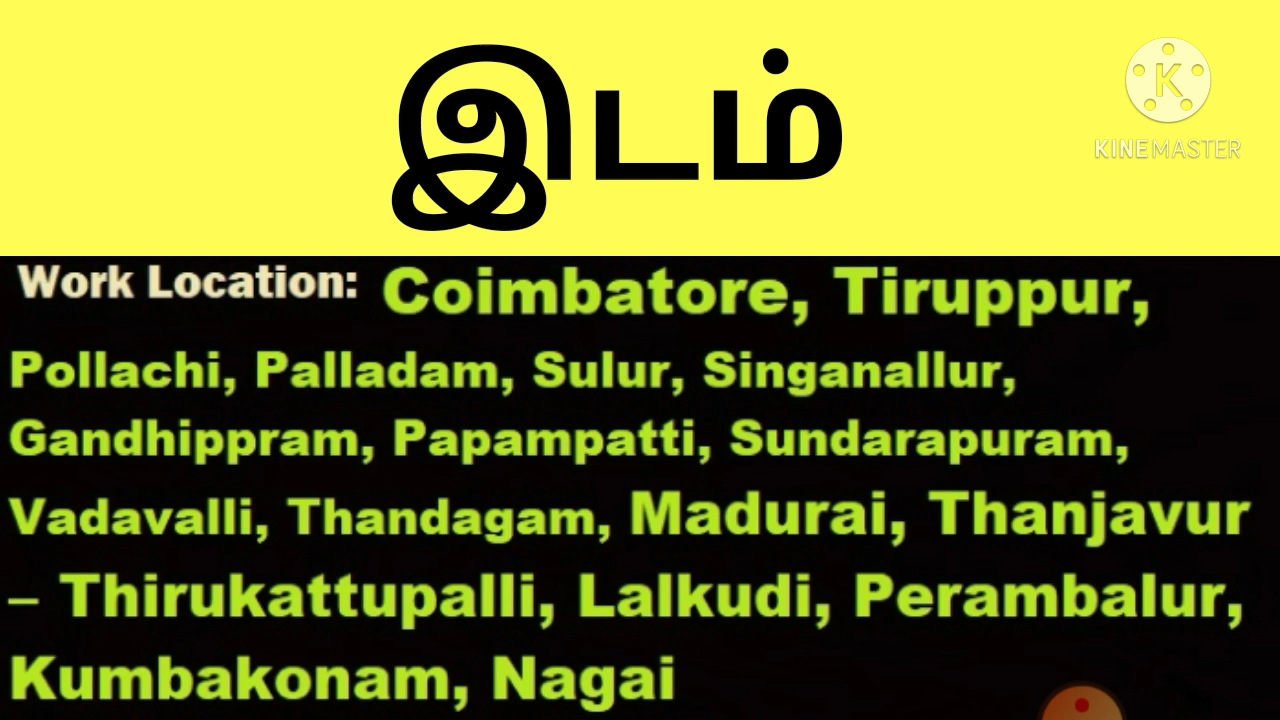 இடம்
K
KINEMASTER
Work Location: Coimbatore, Tiruppur,
Pollachi, Palladam, Sulur, Singanallur,
Gandhippram, Papampatti, Sundarapuram,
Vadavalli, Thandagam, Madurai, Thanjavur
– Thirukattupalli, Lalkudi, Perambalur,
Kumbakonam, Nagai